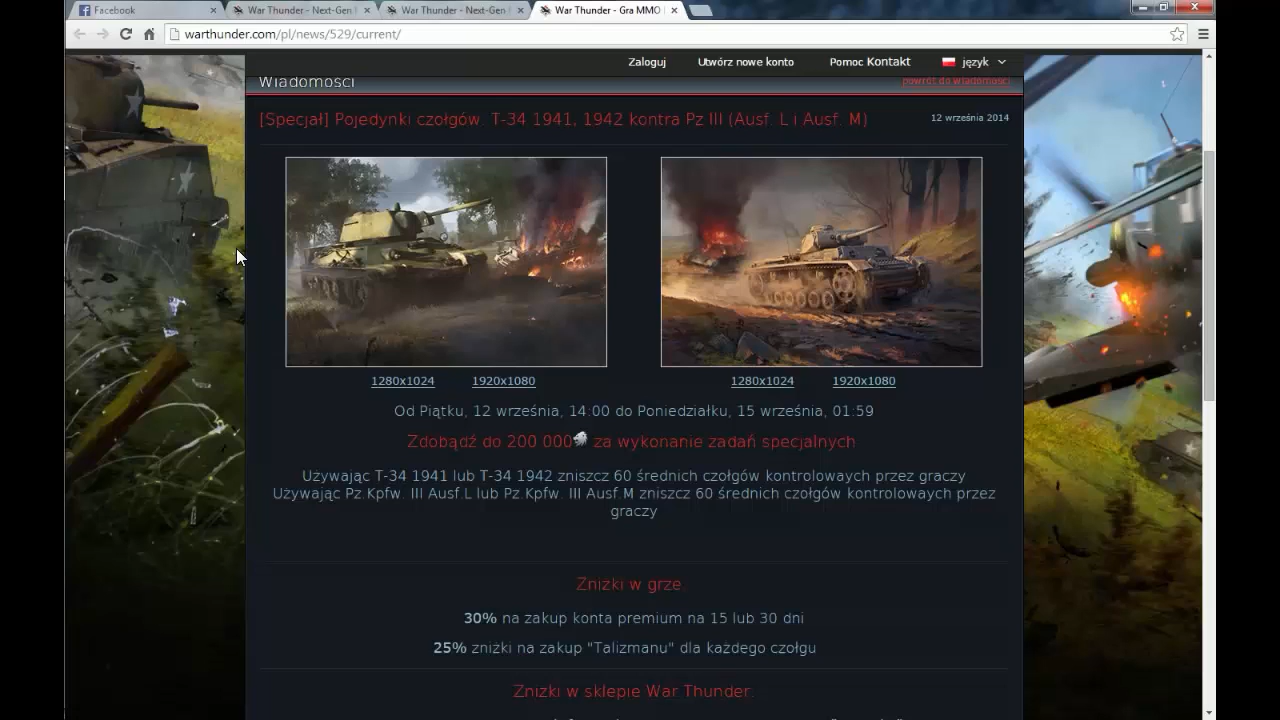 Facebook
War Thunder - Next-Gen
War Thunder - Next-Gen
War Thunder - Gra MMO
warthunder.com/pl/news/529/current/
Zaloguj Utwórz nowe konto Pomoc Kontakt język
Wiadomości powrót do wiadomości
[Specjał] Pojedynki czołgów. T-34 1941, 1942 kontra Pz III (Ausf. L i Ausf. M) 12 września 2014
1280x1024 1920x1080 1280x1024 1920x1080
Od Piątku, 12 września, 14:00 do Poniedziałku, 15 września, 01:59
Zdobądź do 200 000 za wykonanie zadań specjalnych
Używając T-34 1941 lub T-34 1942 zniszcz 60 średnich czołgów kontrolowaych przez graczy
Używając Pz.Kpfw. III Ausf.L lub Pz.Kpfw. III Ausf.M zniszcz 60 średnich czołgów kontrolowaych przez
graczy
Zniżki w grze:
30% na zakup konta premium na 15 lub 30 dni
25% zniżki na zakup "Talizmanu" dla każdego czołgu
Zniżki w sklepie War Thunder: